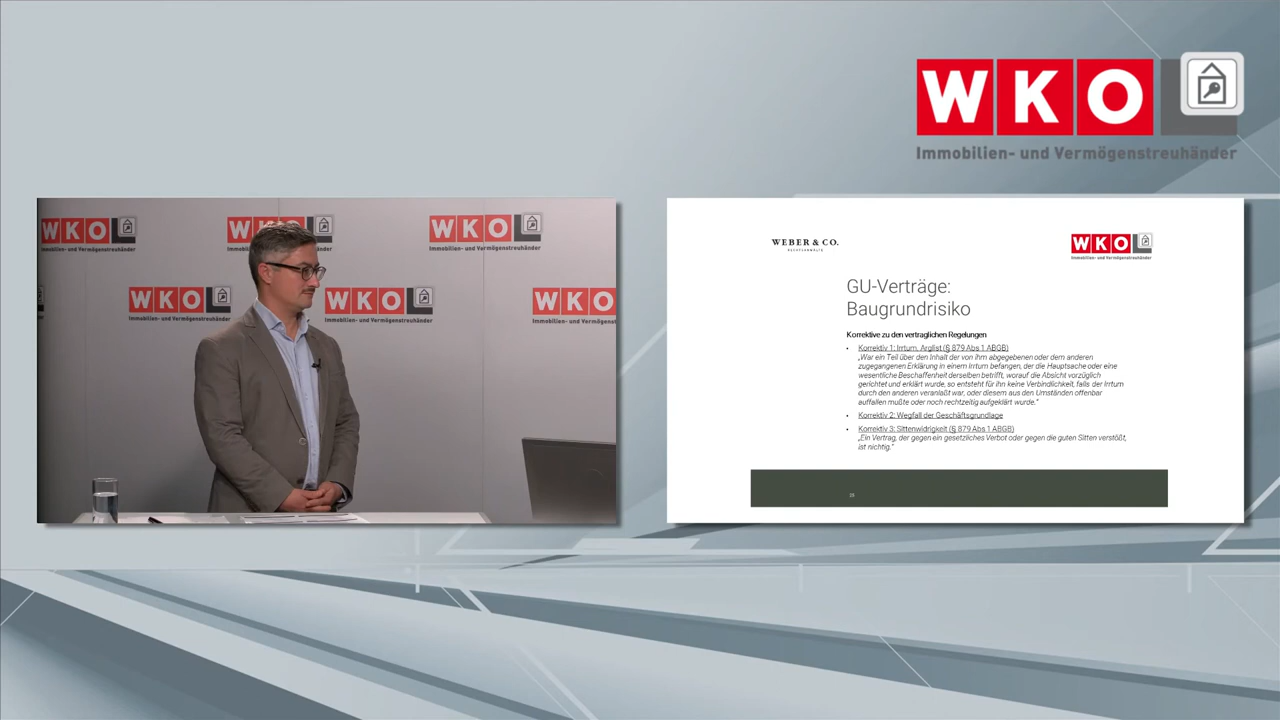 WKO
Immobilien- und Vermögenstreuhänder
WKO
Immobilien- und Vermögenstreuhänder
WKO
WKO
Immobilien- und Vermögenstreuhänder
WKO
Immobilien- und Vermögenstreuhänder
WKO
Immobilien- und Vermögenstreuhänder
WKO
Immobilien- und Vermögenstreuhänder
WEBER & CO.
RECHTSANWÄLTE
WKO
Immobilien- und Vermögenstreuhänder
GU-Verträge:
Baugrundrisiko
Korrektive zu den vertraglichen Regelungen
• Korrektiv 1: Irrtum, Arglist (§ 879 Abs 1 ABGB)
„War ein Teil über den Inhalt der von ihm abgegebenen oder dem anderen
zugegangenen Erklärung in einem Irrtum befangen, der die Hauptsache oder eine
wesentliche Beschaffenheit derselben betrifft, worauf die Absicht vorzüglich
gerichtet und erklärt wurde, so entsteht für ihn keine Verbindlichkeit, falls der Irrtum
durch den anderen veranlaßt war, oder diesem aus den Umständen offenbar
auffallen mußte oder noch rechtzeitig aufgeklärt wurde."
• Korrektiv 2: Wegfall der Geschäftsgrundlage
• Korrektiv 3: Sittenwidrigkeit (§ 879 Abs 1 ABGB)
„Ein Vertrag, der gegen ein gesetzliches Verbot oder gegen die guten Sitten verstößt,
ist nichtig."